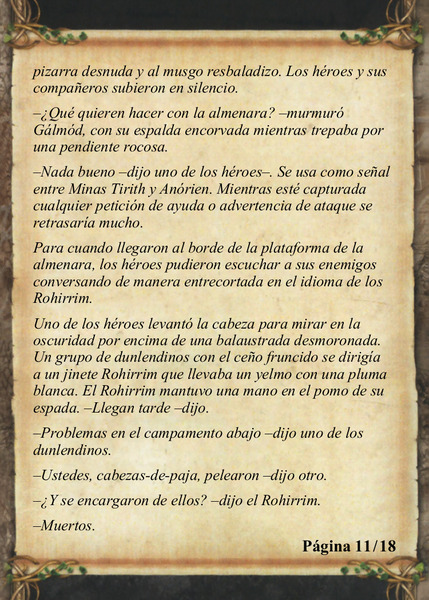 pizarra desnuda y al musgo resbaladizo. Los héroes y sus
compañeros subieron en silencio.
–¿Qué quieren hacer con la almenara? –murmuró
Gálmód, con su espalda encorvada mientras trepaba por
una pendiente rocosa.
–Nada bueno –dijo uno de los héroes–. Se usa como señal
entre Minas Tirith y Anórien. Mientras esté capturada
cualquier petición de ayuda o advertencia de ataque se
retrasaría mucho.
Para cuando llegaron al borde de la plataforma de la
almenara, los héroes pudieron escuchar a sus enemigos
conversando de manera entrecortada en el idioma de los
Rohirrim.
Uno de los héroes levantó la cabeza para mirar en la
oscuridad por encima de una balaustrada desmoronada.
Un grupo de dunlendinos con el ceño fruncido se dirigía
a un jinete Rohirrim que llevaba un yelmo con una pluma
blanca. El Rohirrim mantuvo una mano en el pomo de su
espada. –Llegan tarde –dijo.
–Problemas en el campamento abajo –dijo uno de los
dunlendinos.
–Ustedes, cabezas-de-paja, pelearon –dijo otro.
–¿Y se encargaron de ellos? –dijo el Rohirrim.
–Muertos.
Página 11/18